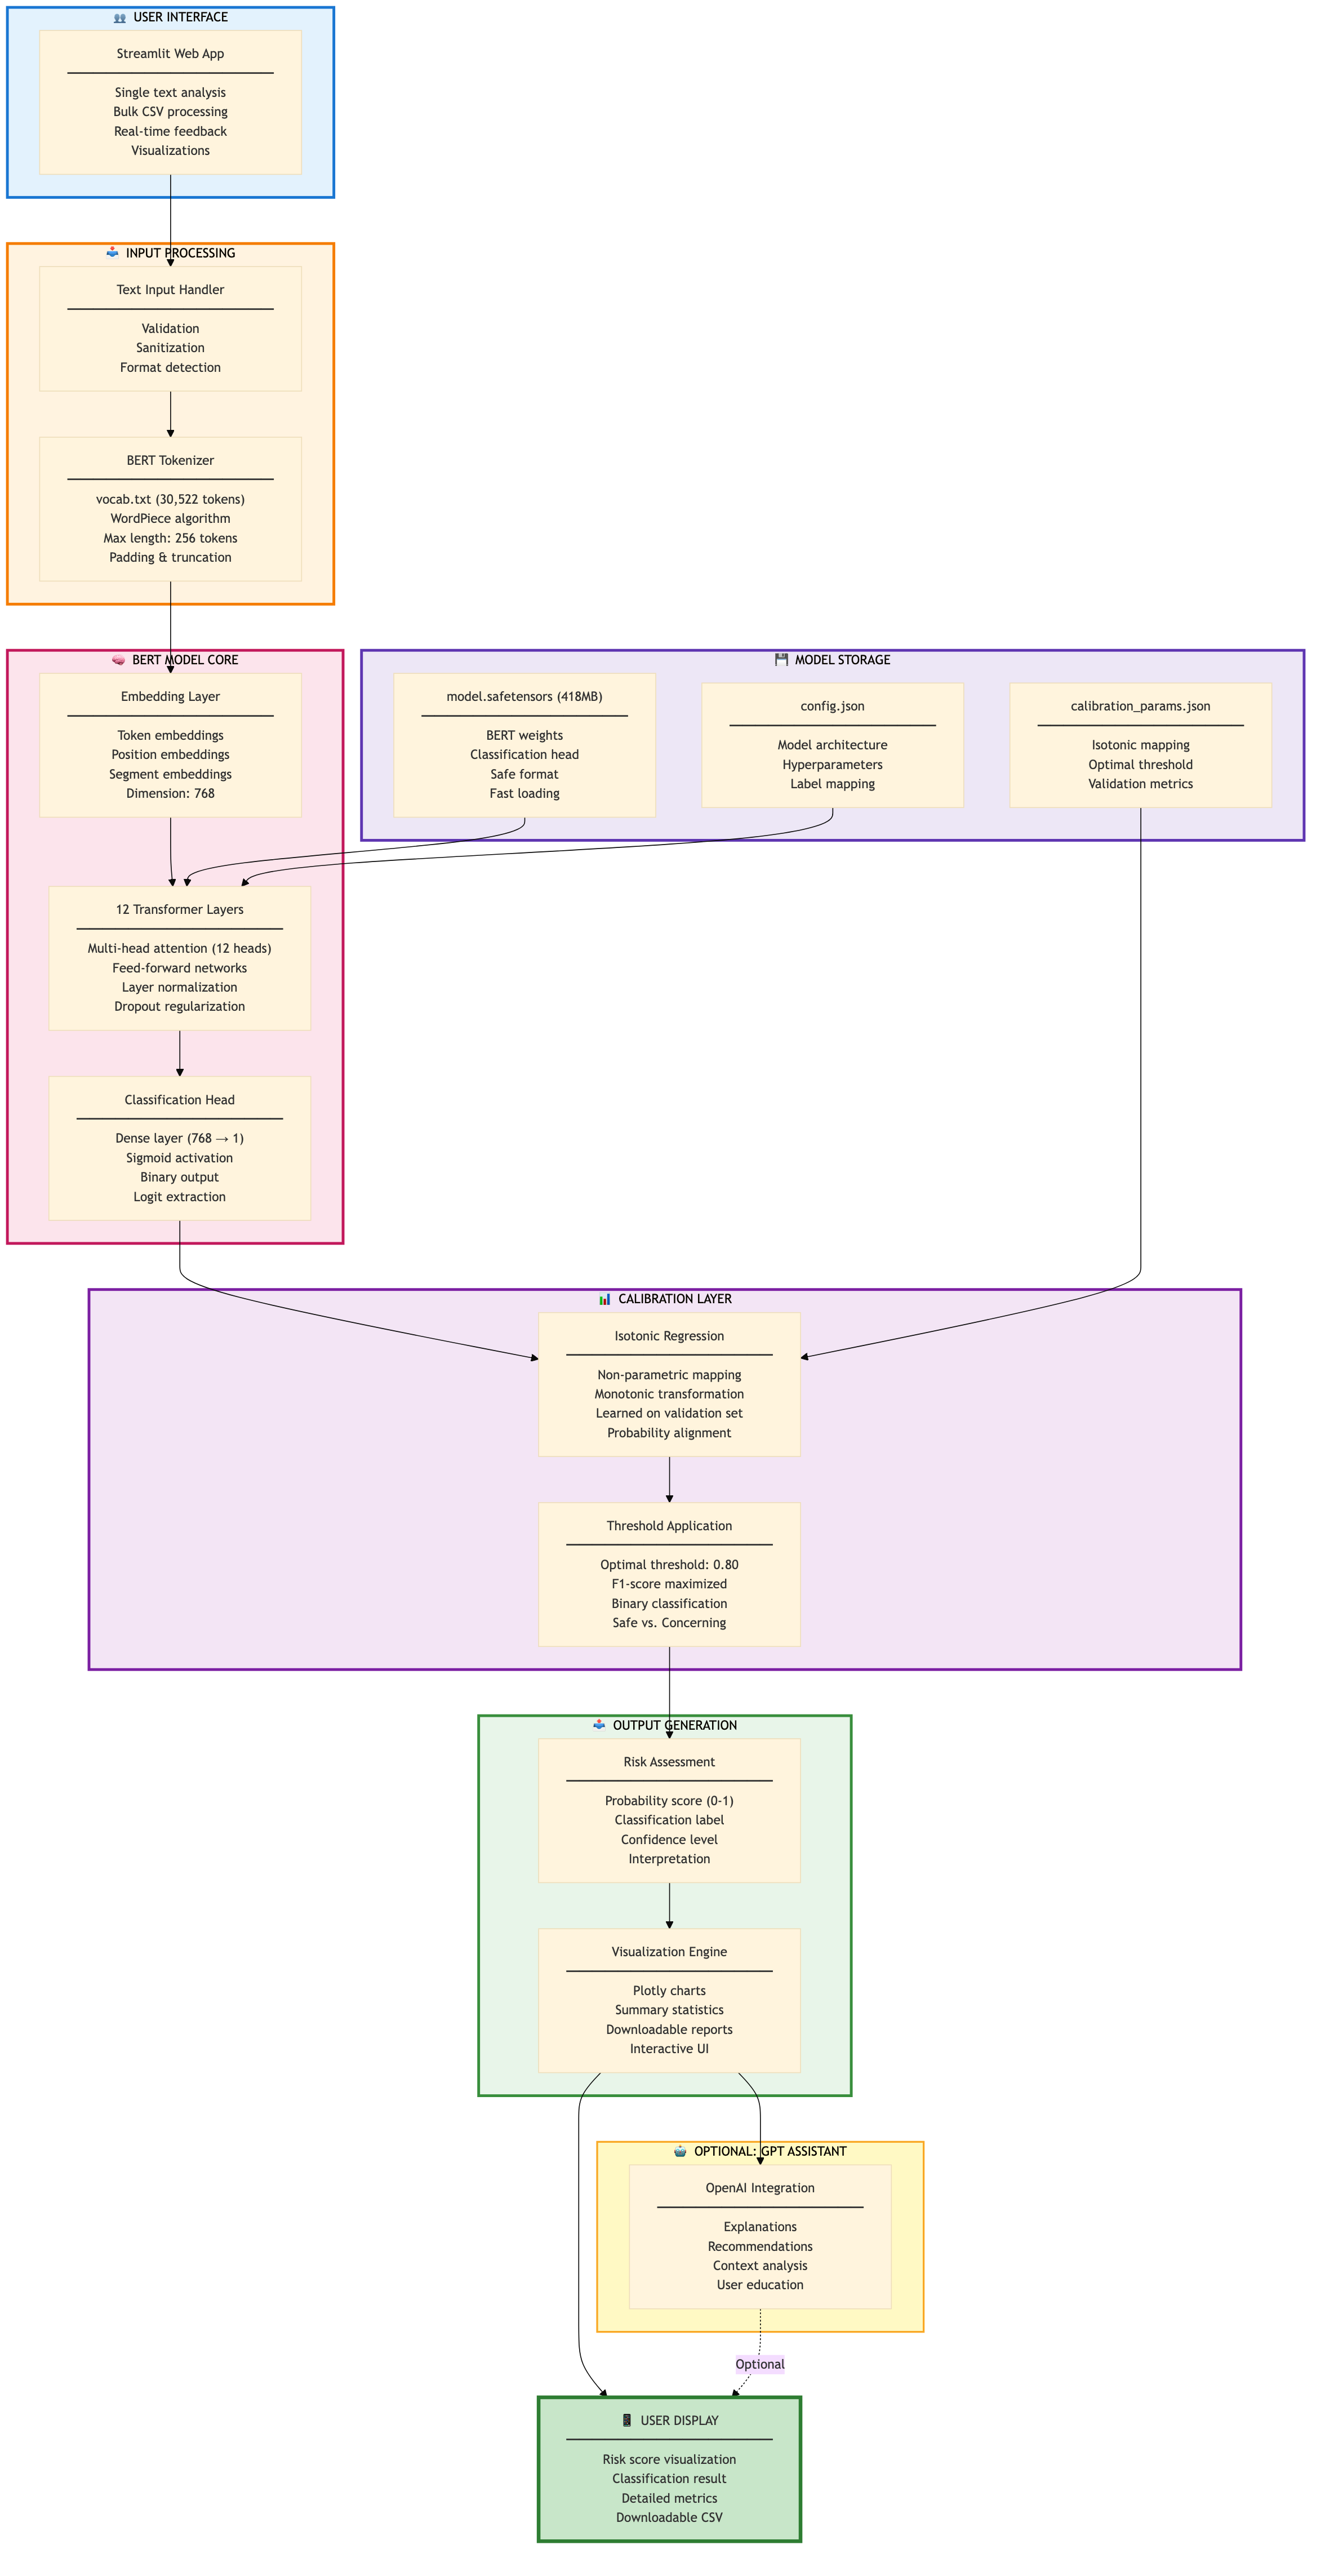 USER INTERFACE
Streamlit Web App
Single text analysis
Bulk CSV processing
Real-time feedback
Visualizations
INPUT PROCESSING
Text Input Handler
Validation
Sanitization
Format detection
BERT Tokenizer
vocab.txt (30,522 tokens)
WordPiece algorithm
Max length: 256 tokens
Padding & truncation
BERT MODEL CORE
Embedding Layer
Token embeddings
Position embeddings
Segment embeddings
Dimension: 768
12 Transformer Layers
Multi-head attention (12 heads)
Feed-forward networks
Layer normalization
Dropout regularization
Classification Head
Dense layer (768 → 1)
Sigmoid activation
Binary output
Logit extraction
MODEL STORAGE
model.safetensors (418MB)
BERT weights
Classification head
Safe format
Fast loading
config.json
Model architecture
Hyperparameters
Label mapping
calibration_params.json
Isotonic mapping
Optimal threshold
Validation metrics
CALIBRATION LAYER
Isotonic Regression
Non-parametric mapping
Monotonic transformation
Learned on validation set
Probability alignment
Threshold Application
Optimal threshold: 0.80
F1-score maximized
Binary classification
Safe vs. Concerning
OUTPUT GENERATION
Risk Assessment
Probability score (0-1)
Classification label
Confidence level
Interpretation
Visualization Engine
Plotly charts
Summary statistics
Downloadable reports
Interactive UI
OPTIONAL: GPT ASSISTANT
OpenAI Integration
Explanations
Recommendations
Context analysis
User education
Optional
USER DISPLAY
Risk score visualization
Classification result
Detailed metrics
Downloadable CSV